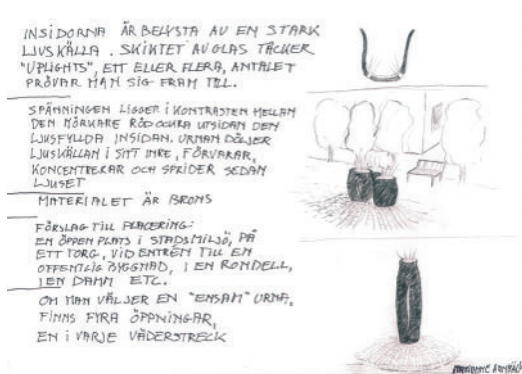 INSIDORNA ÄR BELYSTA AV EN STARK
LJUSKÄLLA. SKIKTET AV GLAS TÄCKER
"UPLIGHTS", ETT ELLER FLERA, ANTALET
PRÖVAR MAN SIG FRAM TILL.
SPÄNNINGEN LIGGER I KONTRASTEN MELLAN
DEN MÖRKARE RÖDOCKRA UTSIDAN DEN
LJUSFYLLDA INSIDAN. URNAN DÖLJER
LJUSKÄLLAN I SITT INRE, FÖRVARAR,
KONCENTRERAR OCH SPRIDER SEDAN
LJUSET
MATERIALET ÄR BRONS
FÖRSLAG TILL PLACERING:
EN ÖPPEN PLATS I STADSMILJÖ, PÅ
ETT TORG, VID ENTRÉN TILL EN
OFFENTLIG BYGGNAD, I EN RONDELL,
I EN DAMM ETC.
OM MAN VÄLJER EN "ENSAM" URNA,
FINNS FYRA ÖPPNINGAR,
EN I VARJE VÄDERSTRECK
MARIANNE